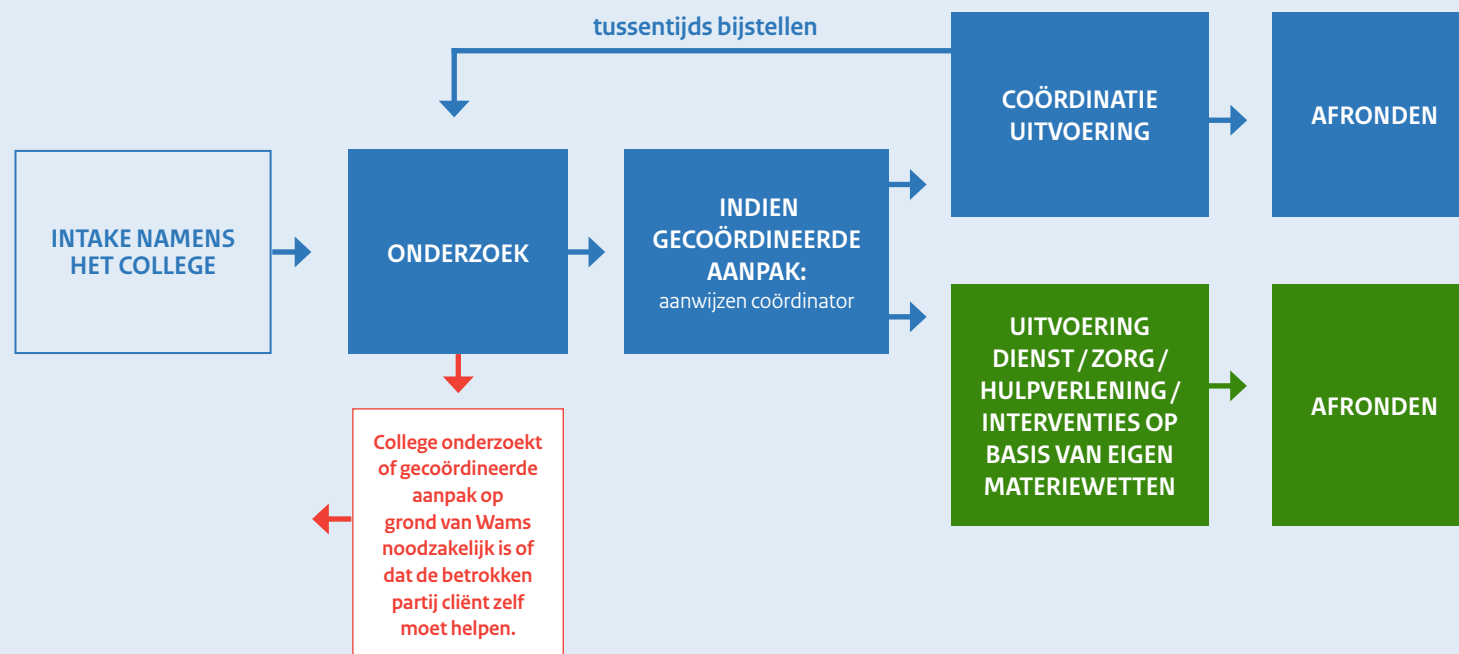 tussentijds bijstellen
INTAKE NAMENS
HET COLLEGE
ONDERZOEK
INDIEN
GECOÖRDINEERDE
AANPAK:
aanwijzen coördinator
COÖRDINATIE
UITVOERING
AFRONDEN
UITVOERING
DIENST / ZORG /
HULPVERLENING /
INTERVENTIES OP
BASIS VAN EIGEN
MATERIEWETTEN
AFRONDEN
College onderzoekt
of gecoördineerde
aanpak op
grond van Wams
noodzakelijk is of
dat de betrokken
partij cliënt zelf
moet helpen.